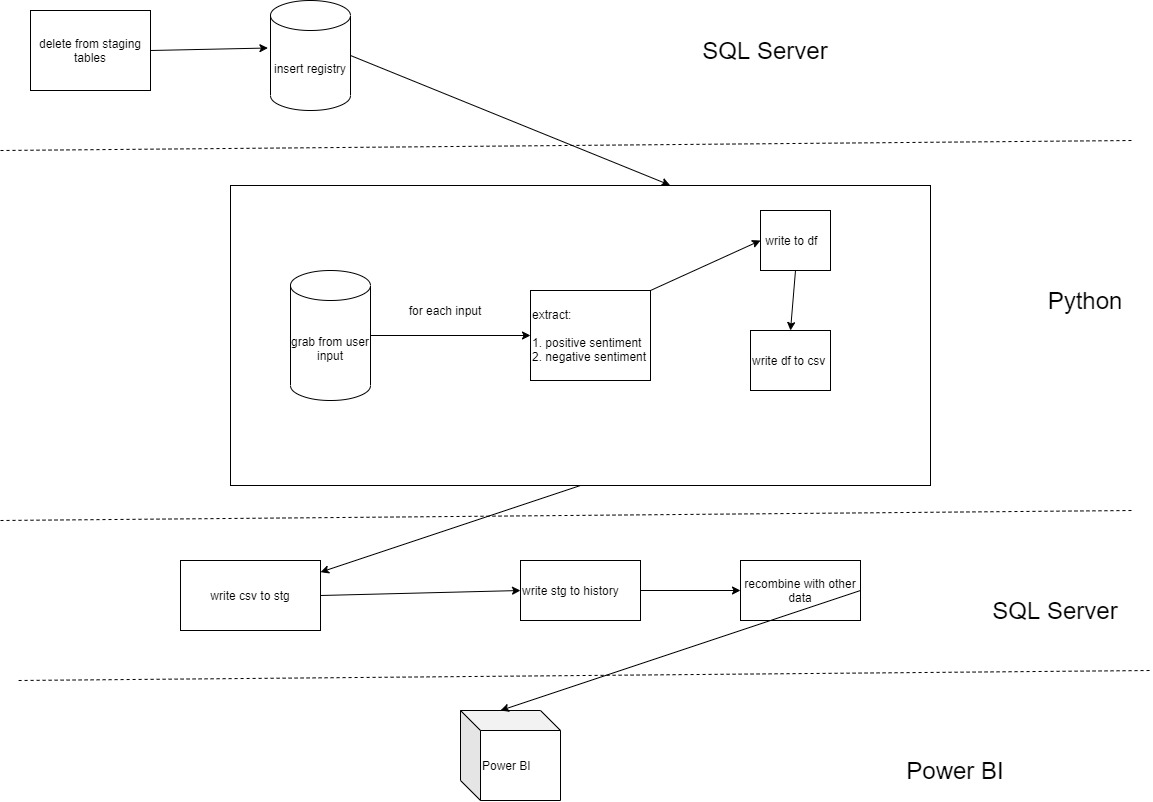 delete from staging
tables
insert registry
SQL Server
write to df
Python
for each input
extract:
grab from user
input
1. positive sentiment
2. negative sentiment
write df to csv
write csv to stg
write stg to history
recombine with other
data
SQL Server
Power BI
Power BI